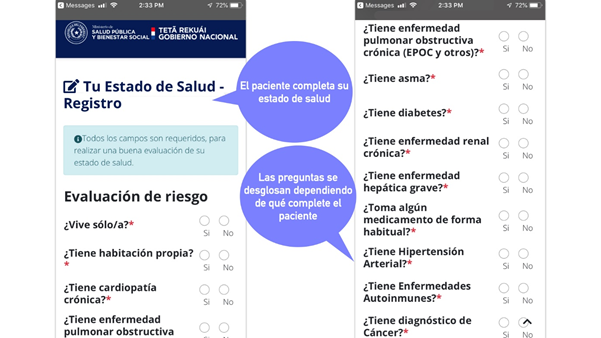 Messages 2:33 PM 72%
Ministerio de
SALUD PÚBLICA
Y BIENESTAR SOCIAL
TETÃ REKUÁI
GOBIERNO NACIONAL
Tu Estado de Salud -
Registro
Todos los campos son requeridos, para
realizar una buena evaluación de su
estado de salud.
Evaluación de riesgo
¿Vive sólo/a?*
Si No
¿Tiene habitación propia?
*
Si No
¿Tiene cardiopatía
crónica?*
Si No
¿Tiene enfermedad
pulmonar obstructiva
El paciente completa su
estado de salud
Las preguntas se
desglosan dependiendo
de qué complete el
paciente
Messages 2:33 PM 72%
¿Tiene enfermedad
pulmonar obstructiva
crónica (EPOC y otros)?*
Si No
¿Tiene asma?*
Si No
¿Tiene diabetes?*
Si No
¿Tiene enfermedad renal
crónica?*
Si No
¿Tiene enfermedad
hepática grave?*
Si No
¿Toma algún
medicamento de forma
habitual?*
Si No
¿Tiene Hipertensión
Arterial?*
Si No
¿Tiene Enfermedades
Autoinmunes?*
Si No
¿Tiene diagnóstico de
Cáncer?*
Si No